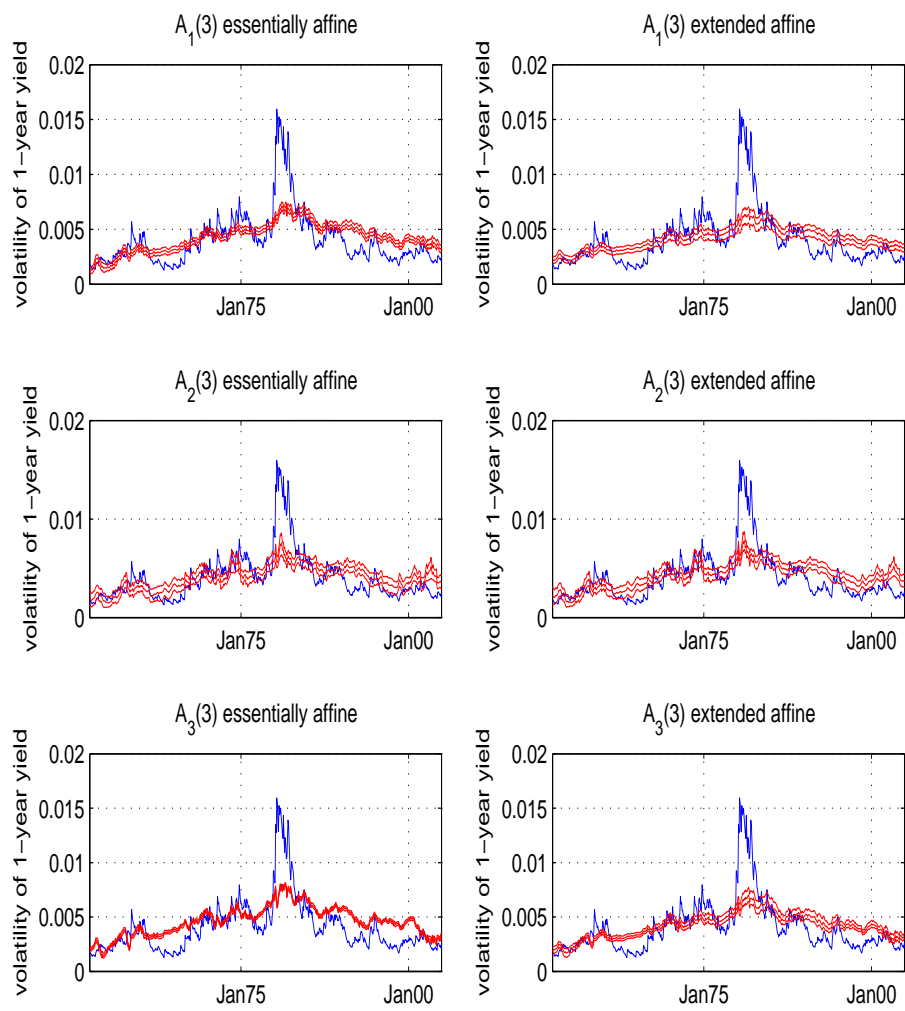 A1(3) essentially affine
volatility of 1−year yield
0.02
0.015
0.01
0.005
0
Jan75
Jan00
A1(3) extended affine
volatility of 1−year yield
0.02
0.015
0.01
0.005
0
Jan75
Jan00
A2(3) essentially affine
volatility of 1−year yield
0.02
0.01
0
Jan75
Jan00
A2(3) extended affine
volatility of 1−year yield
0.02
0.01
0
Jan75
Jan00
A3(3) essentially affine
volatility of 1−year yield
0.02
0.015
0.01
0.005
0
Jan75
Jan00
A3(3) extended affine
volatility of 1−year yield
0.02
0.015
0.01
0.005
0
Jan75
Jan00